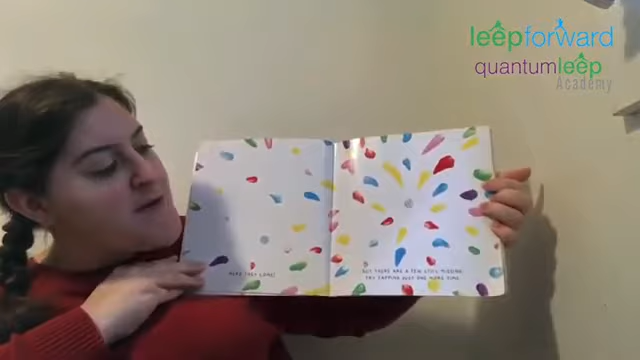 leepforward
quantumleep
Academy
HERE THEY COME!
BUT THERE ARE A FEW STILL MISSING.
TRY TAPPING JUST ONE MORE TIME.